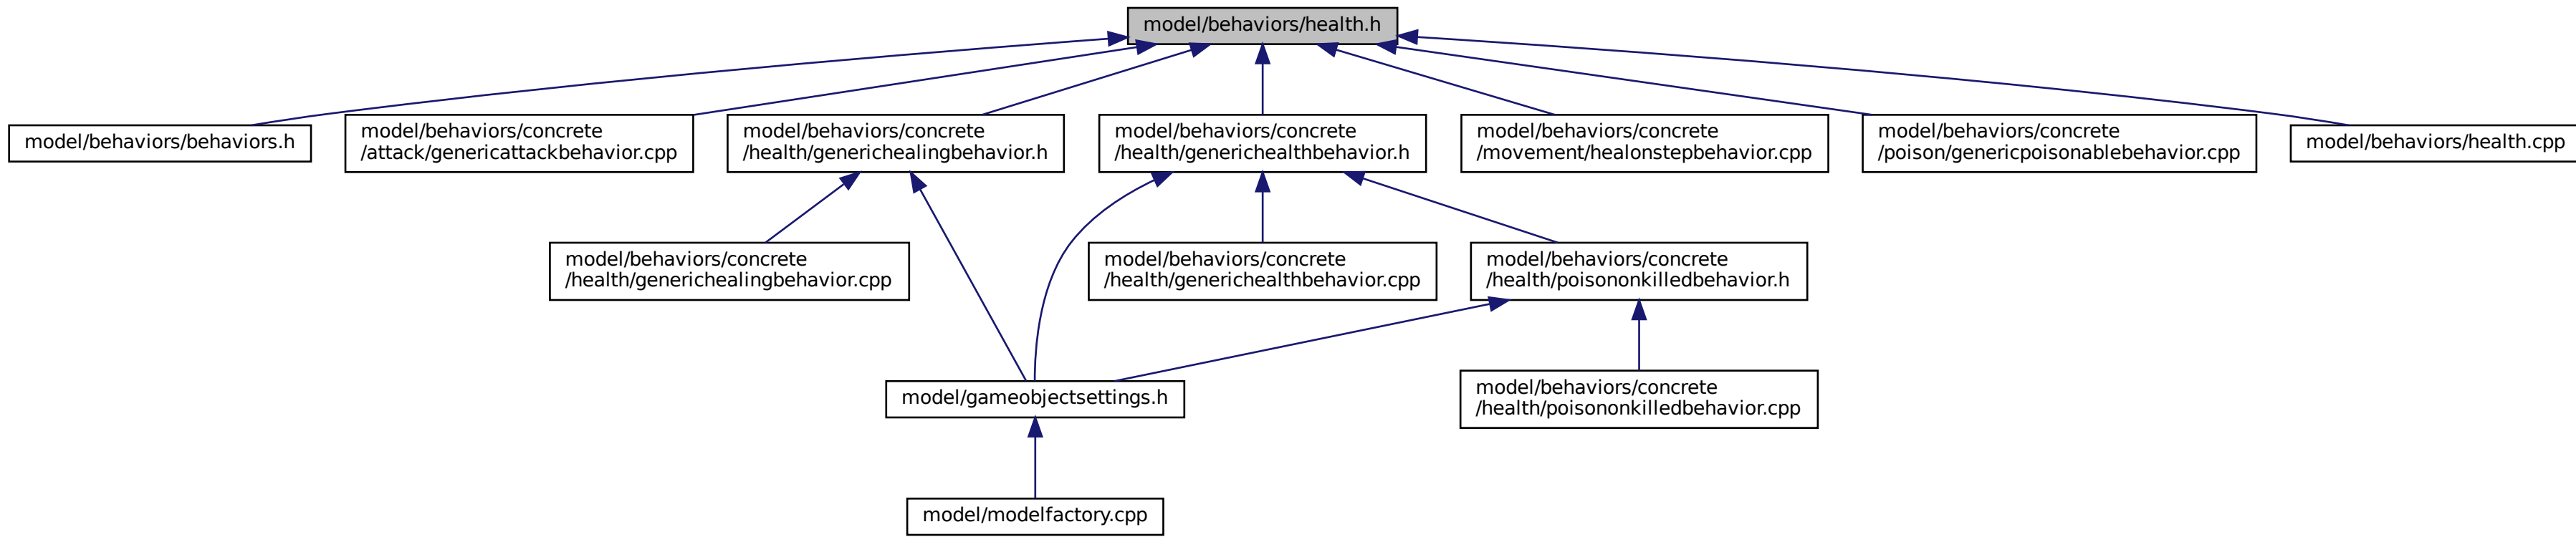 model/behaviors/health.h
model/behaviors/behaviors.h
model/behaviors/concrete
/attack/genericattackbehavior.cpp
model/behaviors/concrete
/health/generichealingbehavior.h
model/behaviors/concrete
/health/generichealthbehavior.h
model/behaviors/concrete
/movement/healonstepbehavior.cpp
model/behaviors/concrete
/poison/genericpoisonablebehavior.cpp
model/behaviors/health.cpp
model/behaviors/concrete
/health/generichealingbehavior.cpp
model/behaviors/concrete
/health/generichealthbehavior.cpp
model/behaviors/concrete
/health/poisononkilledbehavior.h
model/gameobjectsettings.h
model/behaviors/concrete
/health/poisononkilledbehavior.cpp
model/modelfactory.cpp